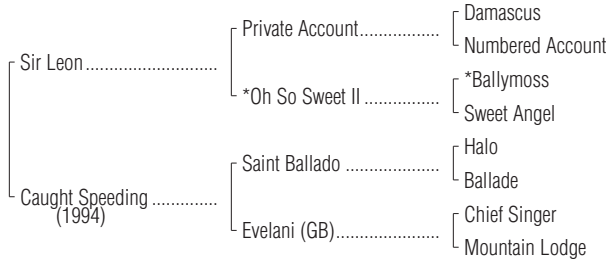 Damascus
Private Account..................
Numbered Account
Sir Leon.............................
*Ballymoss
*Oh So Sweet II .................
Sweet Angel
Halo
Saint Ballado .....................
Ballade
Caught Speeding ..............
(1994)
Chief Singer
Evelani (GB).......................
Mountain Lodge